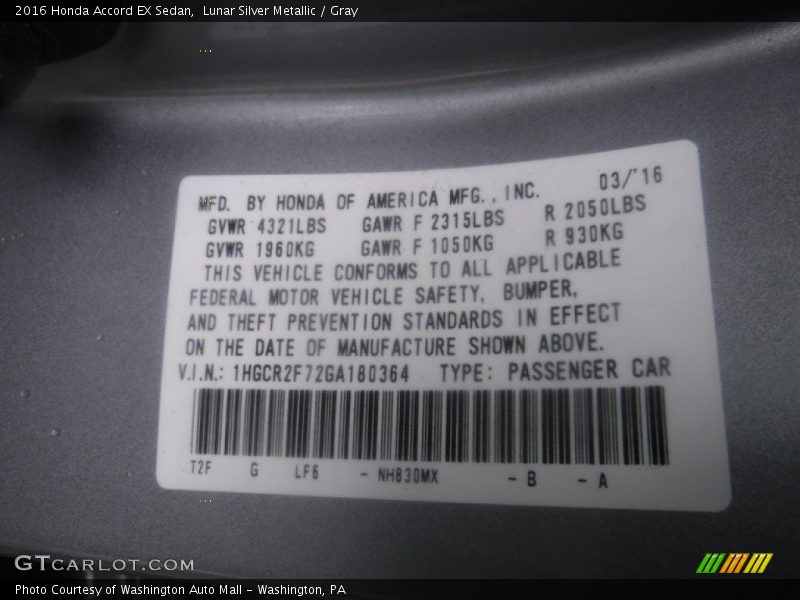 2016 Honda Accord EX Sedan,  Lunar Silver Metallic / Gray
MFD. BY HONDA OF AMERICA MFG., INC. 03/'16
GVWR 4321LBS GAWR F 2315LBS R 2050LBS
GVWR 1960KG GAWR F 1050KG R 930KG
THIS VEHICLE CONFORMS TO ALL APPLICABLE
FEDERAL MOTOR VEHICLE SAFETY, BUMPER,
AND THEFT PREVENTION STANDARDS IN EFFECT
ON THE DATE OF MANUFACTURE SHOWN ABOVE.
V.I.N.: 1HGCR2F72GA180364 TYPE: PASSENGER CAR
T2F G LF6 - NH830MX - B - A
GTCARLOT.COM
Photo Courtesy of Washington Auto Mall - Washington, PA